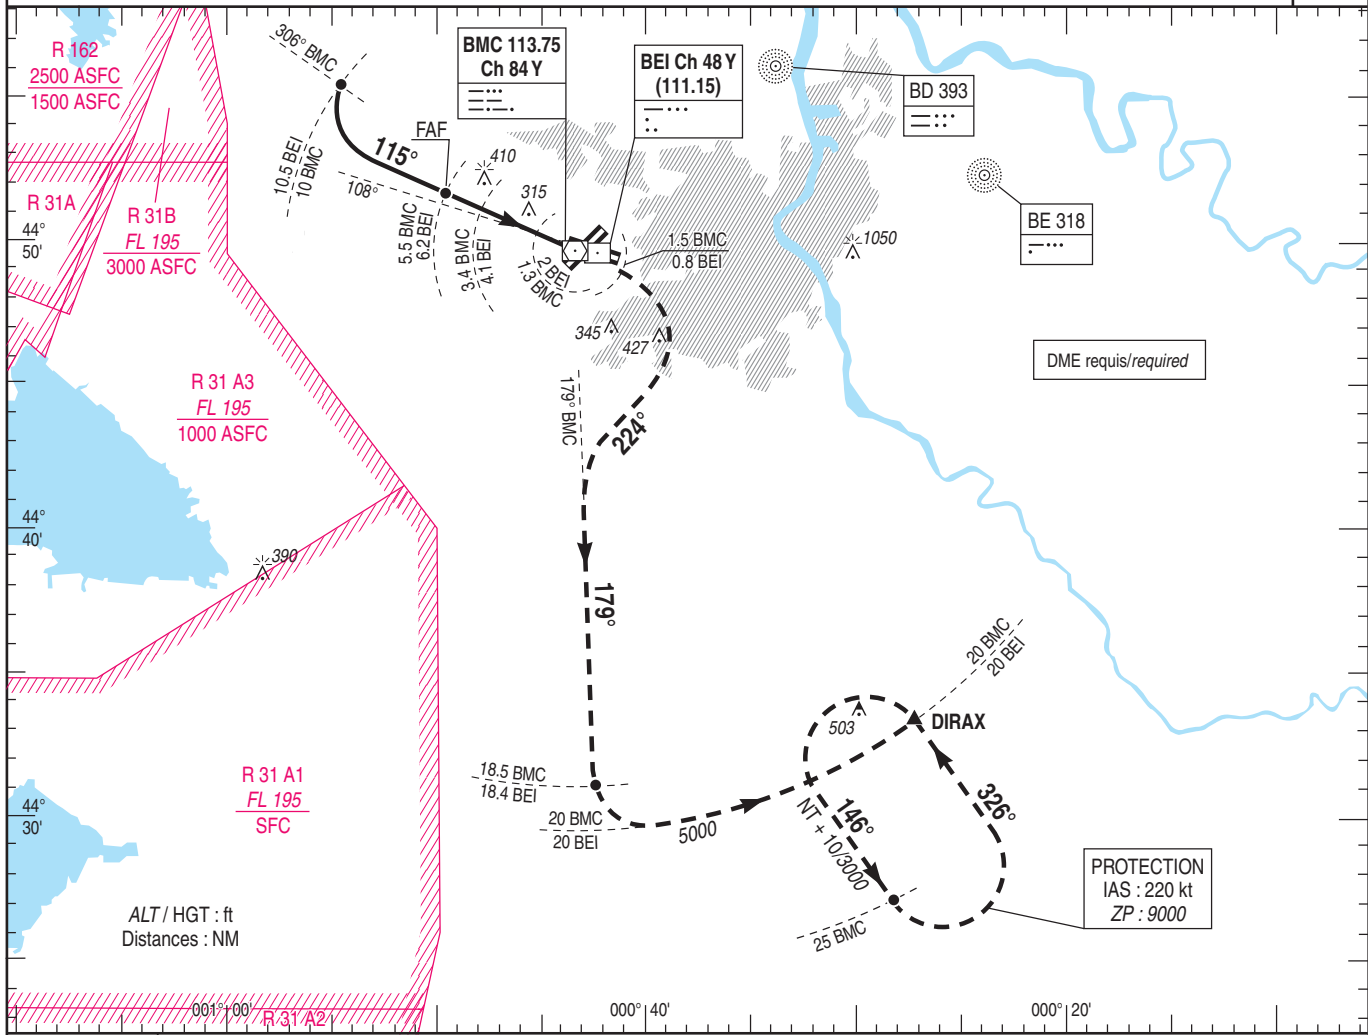 R 162
2500 ASFC
1500 ASFC
306° BMC
BMC 113.75
Ch 84 Y
BEI Ch 48 Y
(111.15)
BD 393
BE 318
FAF
115°
108°
10.5 BEI
10 BMC
410
315
5.5 BMC
6.2 BEI
3.4 BMC
4.1 BEI
2 BEI
1.3 BMC
1.5 BMC
0.8 BEI
1050
R 31A
R 31B
FL 195
3000 ASFC
44°
50'
345
427
DME requis/required
R 31 A3
FL 195
1000 ASFC
179° BMC
224°
44°
40'
390
179°
20 BMC
20 BEI
503
DIRAX
18.5 BMC
18.4 BEI
20 BMC
20 BEI
5000
146°
NT + 10/3000
326°
R 31 A1
FL 195
SFC
44°
30'
PROTECTION
IAS : 220 kt
ZP : 9000
25 BMC
ALT / HGT : ft
Distances : NM
001° 00'
000° 40'
000° 20'
R 31 A2